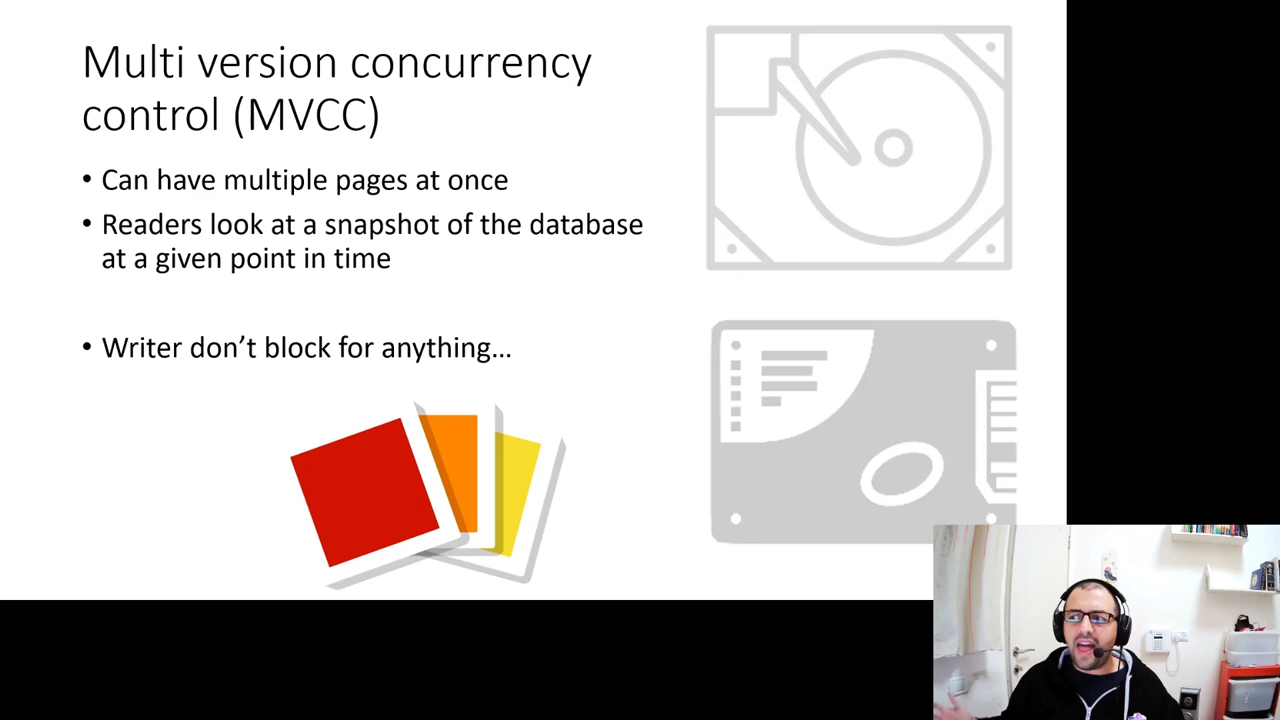 Multi version concurrency
control (MVCC)
• Can have multiple pages at once
• Readers look at a snapshot of the database
at a given point in time
• Writer don’t block for anything…